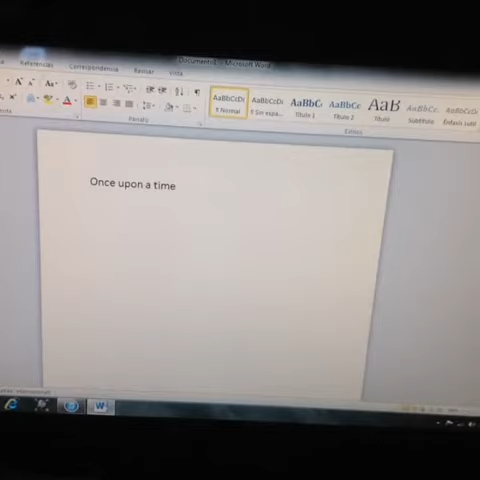 Documento1 - Microsoft Word
Referencias Correspondencia Revisar Vista
AaBbCcDc AaBbCcDc AaBbC AaBbCc AaB AaBbCc. AaBbCcDc
¶ Normal ¶ Sin espa... Título 1 Título 2 Título Subtítulo Énfasis sutil
Párrafo Estilos
Once upon a time